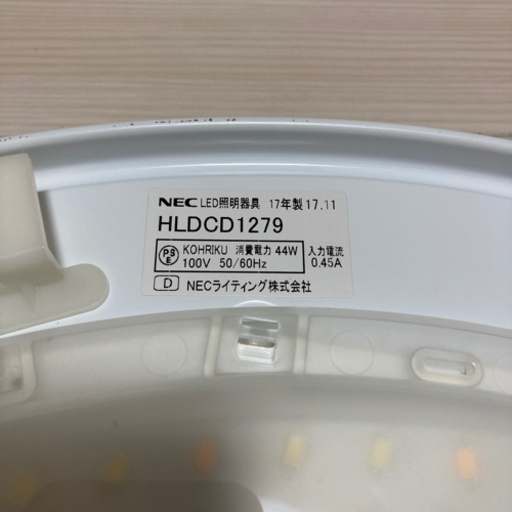 NEC LED照明器具 17年製 17.11
HLDCD1279
PS E KOHRIKU 消費電力 44W 入力電流
100V 50/60Hz 0.45A
D NECライティング株式会社